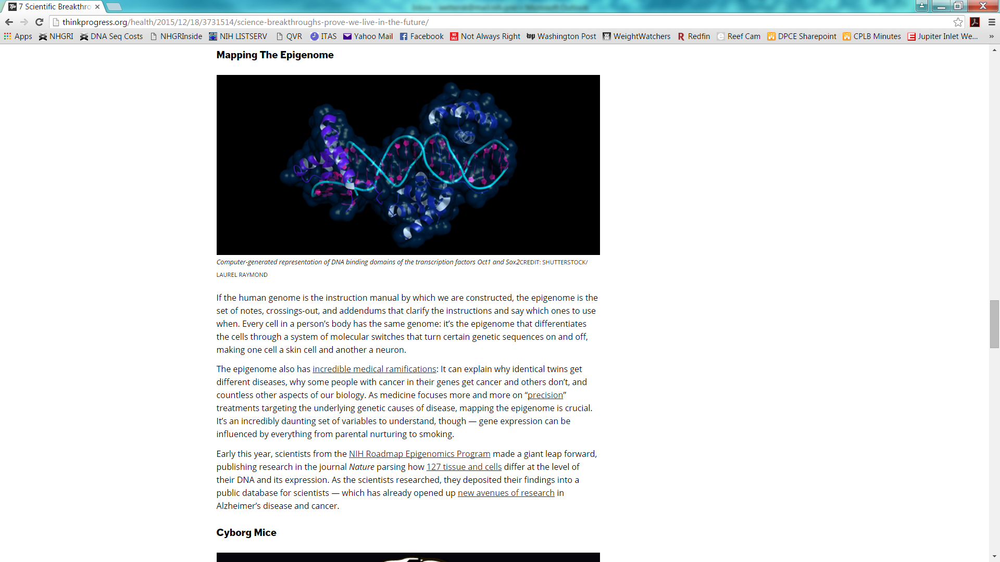 7 Scientific Breakthro
thinkprogress.org/health/2015/12/18/3731514/science-breakthroughs-prove-we-live-in-the-future/
Apps NHGRI DNA Seq Costs NHGRInside NIH LISTSERV QVR ITAS Yahoo Mail Facebook NO SALE Not Always Right wp Washington Post W WeightWatchers R Redfin Reef Cam DPCE Sharepoint CPLB Minutes E Jupiter Inlet We... »
Mapping The Epigenome
Computer-generated representation of DNA binding domains of the transcription factors Oct1 and Sox2CREDIT: SHUTTERSTOCK/
LAUREL RAYMOND
If the human genome is the instruction manual by which we are constructed, the epigenome is the
set of notes, crossings-out, and addendums that clarify the instructions and say which ones to use
when. Every cell in a person’s body has the same genome: it’s the epigenome that differentiates
the cells through a system of molecular switches that turn certain genetic sequences on and off,
making one cell a skin cell and another a neuron.
The epigenome also has incredible medical ramifications: It can explain why identical twins get
different diseases, why some people with cancer in their genes get cancer and others don’t, and
countless other aspects of our biology. As medicine focuses more and more on “precision”
treatments targeting the underlying genetic causes of disease, mapping the epigenome is crucial.
It’s an incredibly daunting set of variables to understand, though — gene expression can be
influenced by everything from parental nurturing to smoking.
Early this year, scientists from the NIH Roadmap Epigenomics Program made a giant leap forward,
publishing research in the journal Nature parsing how 127 tissue and cells differ at the level of
their DNA and its expression. As the scientists researched, they deposited their findings into a
public database for scientists — which has already opened up new avenues of research in
Alzheimer’s disease and cancer.
Cyborg Mice